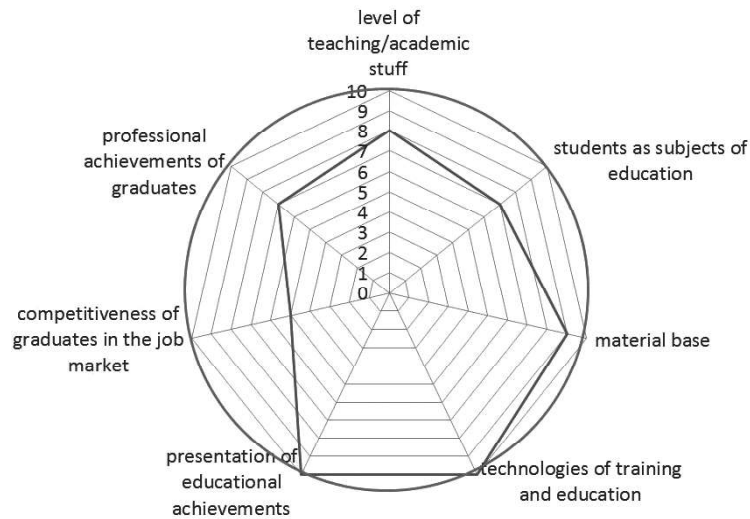 level of
teaching/academic
stuff
10
9
8
7
6
5
4
3
2
1
0
students as subjects of
education
material base
technologies of training
and education
presentation of
educational
achievements
competitiveness of
graduates in the job
market
professional
achievements of
graduates